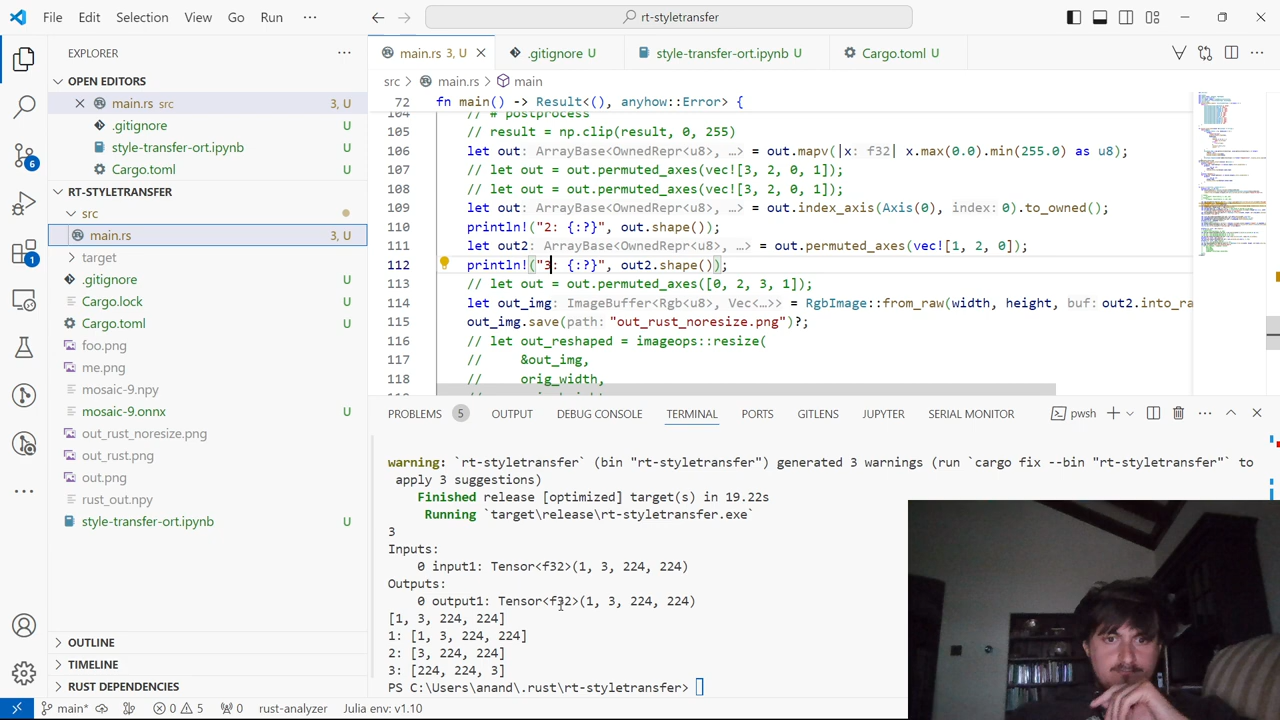 File Edit Selection View Go Run ··· rt-styletransfer
EXPLORER
OPEN EDITORS
main.rs src 3, U
.gitignore U
style-transfer-ort.ipynb U
Cargo.toml U
RT-STYLETRANSFER
src
main.rs 3, U
target
.gitignore U
Cargo.lock U
Cargo.toml U
foo.png
me.png
mosaic-9.npy
mosaic-9.onnx U
out_rust_noresize.png
out_rust.png
out.png
rust_out.npy
style-transfer-ort.ipynb U
OUTLINE
TIMELINE
RUST DEPENDENCIES
6
1
main.rs 3, U .gitignore U style-transfer-ort.ipynb U Cargo.toml U
src > main.rs > main
72 fn main() -> Result<(), anyhow::Error> {
104 // # postprocess
105 // result = np.clip(result, 0, 255)
106 let out: ArrayBase<OwnedRepr<u8>, …> = out.mapv(|x: f32| x.max(0.0).min(255.0) as u8);
107 // let out = out.permuted_axes(vec![3, 2, 0, 1]);
108 // let out = out.permuted_axes(vec![3, 2, 0, 1]);
109 let out: ArrayBase<OwnedRepr<u8>, …> = out.index_axis(Axis(0), index: 0).to_owned();
110 println!("2: {:?}", out.shape());
111 let out2: ArrayBase<OwnedRepr<u8>, …> = out.permuted_axes(vec![1, 2, 0]);
112 println!("3: {:?}", out2.shape());
113 // let out = out.permuted_axes([0, 2, 3, 1]);
114 let out_img: ImageBuffer<Rgb<u8>, Vec<…>> = RgbImage::from_raw(width, height, buf: out2.into_ra
115 out_img.save(path: "out_rust_noresize.png")?;
116 // let out_reshaped = imageops::resize(
117 // &out_img,
118 // orig_width,
PROBLEMS 5 OUTPUT DEBUG CONSOLE TERMINAL PORTS GITLENS JUPYTER SERIAL MONITOR pwsh
warning: `rt-styletransfer` (bin "rt-styletransfer") generated 3 warnings (run `cargo fix --bin "rt-styletransfer"` to
apply 3 suggestions)
Finished release [optimized] target(s) in 19.22s
Running `target\release\rt-styletransfer.exe`
3
Inputs:
0 input1: Tensor<f32>(1, 3, 224, 224)
Outputs:
0 output1: Tensor<f32>(1, 3, 224, 224)
[1, 3, 224, 224]
1: [1, 3, 224, 224]
2: [3, 224, 224]
3: [224, 224, 3]
PS C:\Users\anand\.rust\rt-styletransfer>
main* 0 5 0 rust-analyzer Julia env: v1.10